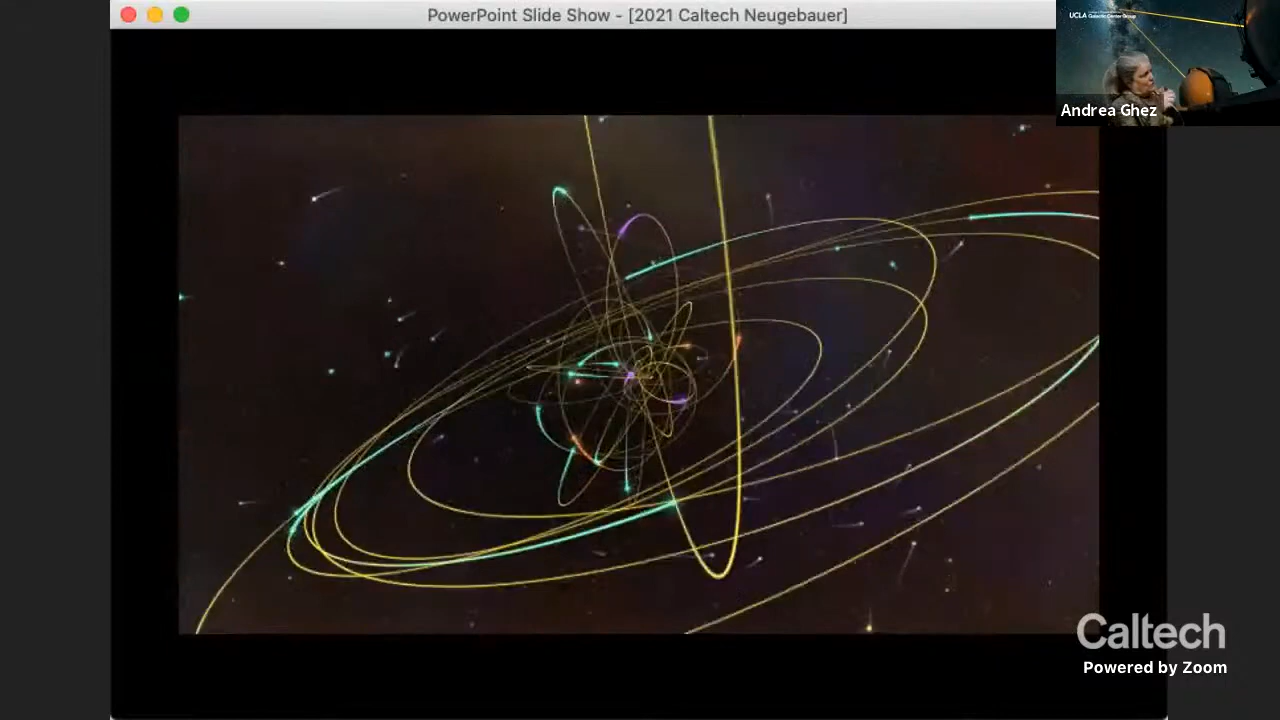 PowerPoint Slide Show - [2021 Caltech Neugebauer]
UCLA
Galactic Center Group
Andrea Ghez
Caltech
Powered by Zoom